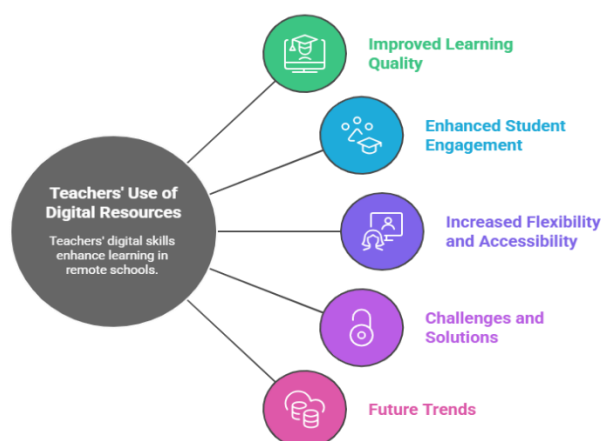 Teachers' Use of
Digital Resources
Teachers' digital skills
enhance learning in
remote schools.
Improved Learning
Quality
Enhanced Student
Engagement
Increased Flexibility
and Accessibility
Challenges and
Solutions
Future Trends